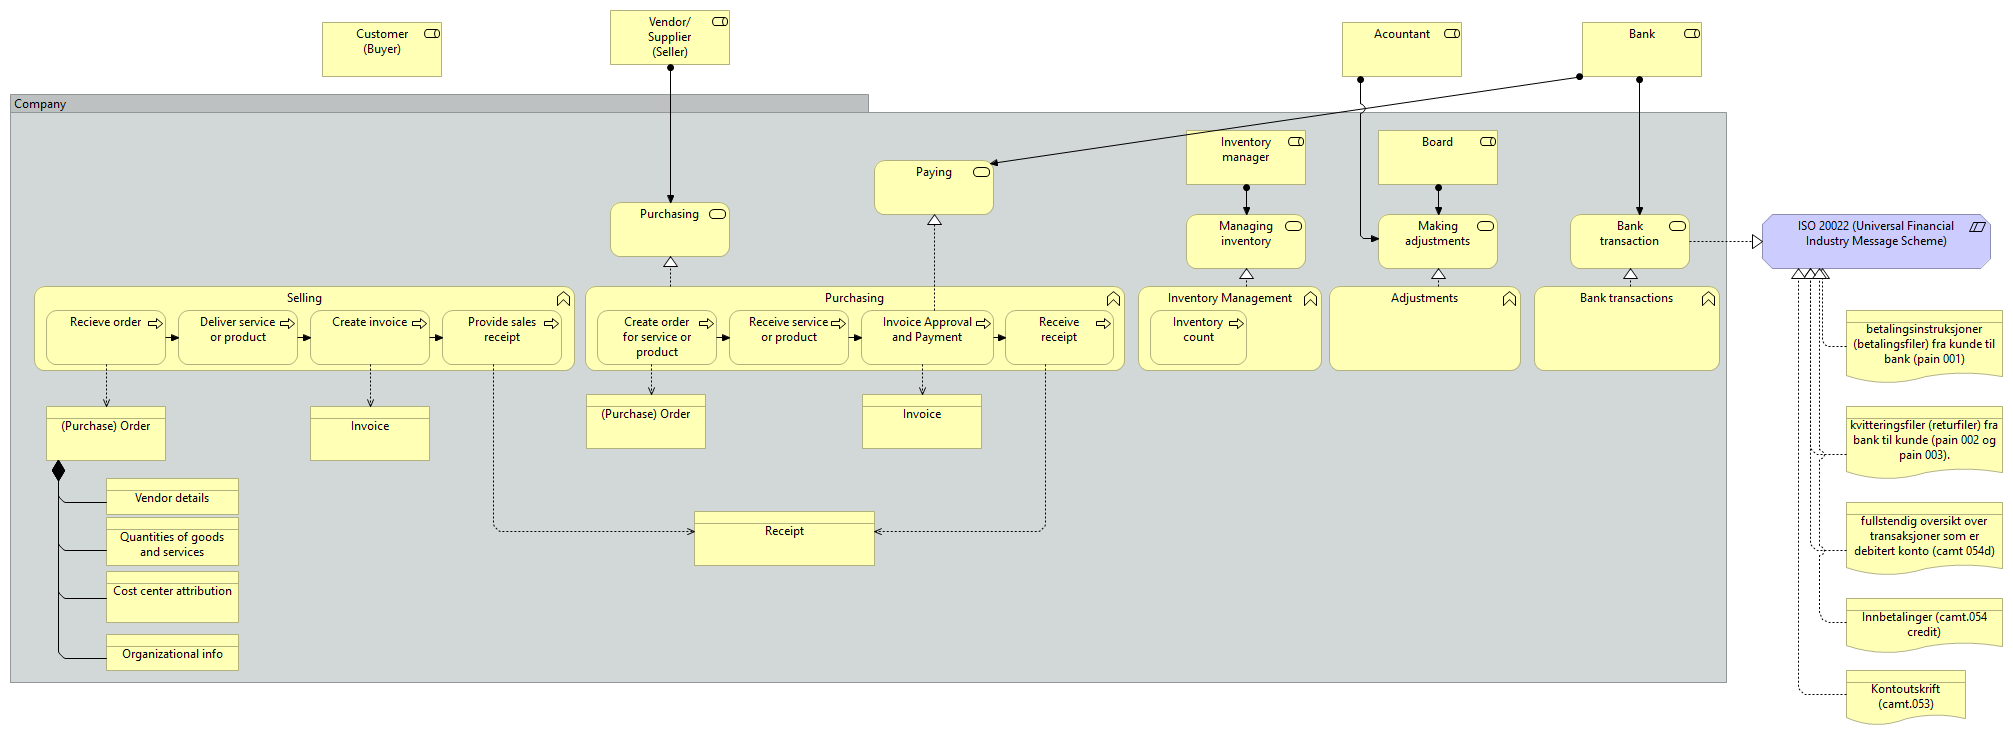 Customer
(Buyer)
Vendor/
Supplier
(Seller)
Acountant
Bank
Company
Inventory
manager
Board
Paying
Purchasing
Managing
inventory
Making
adjustments
Bank
transaction
ISO 20022 (Universal Financial
Industry Message Scheme)
Selling
Recieve order
Deliver service
or product
Create invoice
Provide sales
receipt
Purchasing
Create order
for service or
product
Receive service
or product
Invoice Approval
and Payment
Receive
receipt
Inventory Management
Inventory
count
Adjustments
Bank transactions
(Purchase) Order
Invoice
(Purchase) Order
Invoice
Vendor details
Quantities of goods
and services
Cost center attribution
Organizational info
Receipt
betalingsinstruksjoner
(betalingsfiler) fra kunde til
bank (pain 001)
kvitteringsfiler (returfiler) fra
bank til kunde (pain 002 og
pain 003).
fullstendig oversikt over
transaksjoner som er
debitert konto (camt 054d)
Innbetalinger (camt.054
credit)
Kontoutskrift
(camt.053)